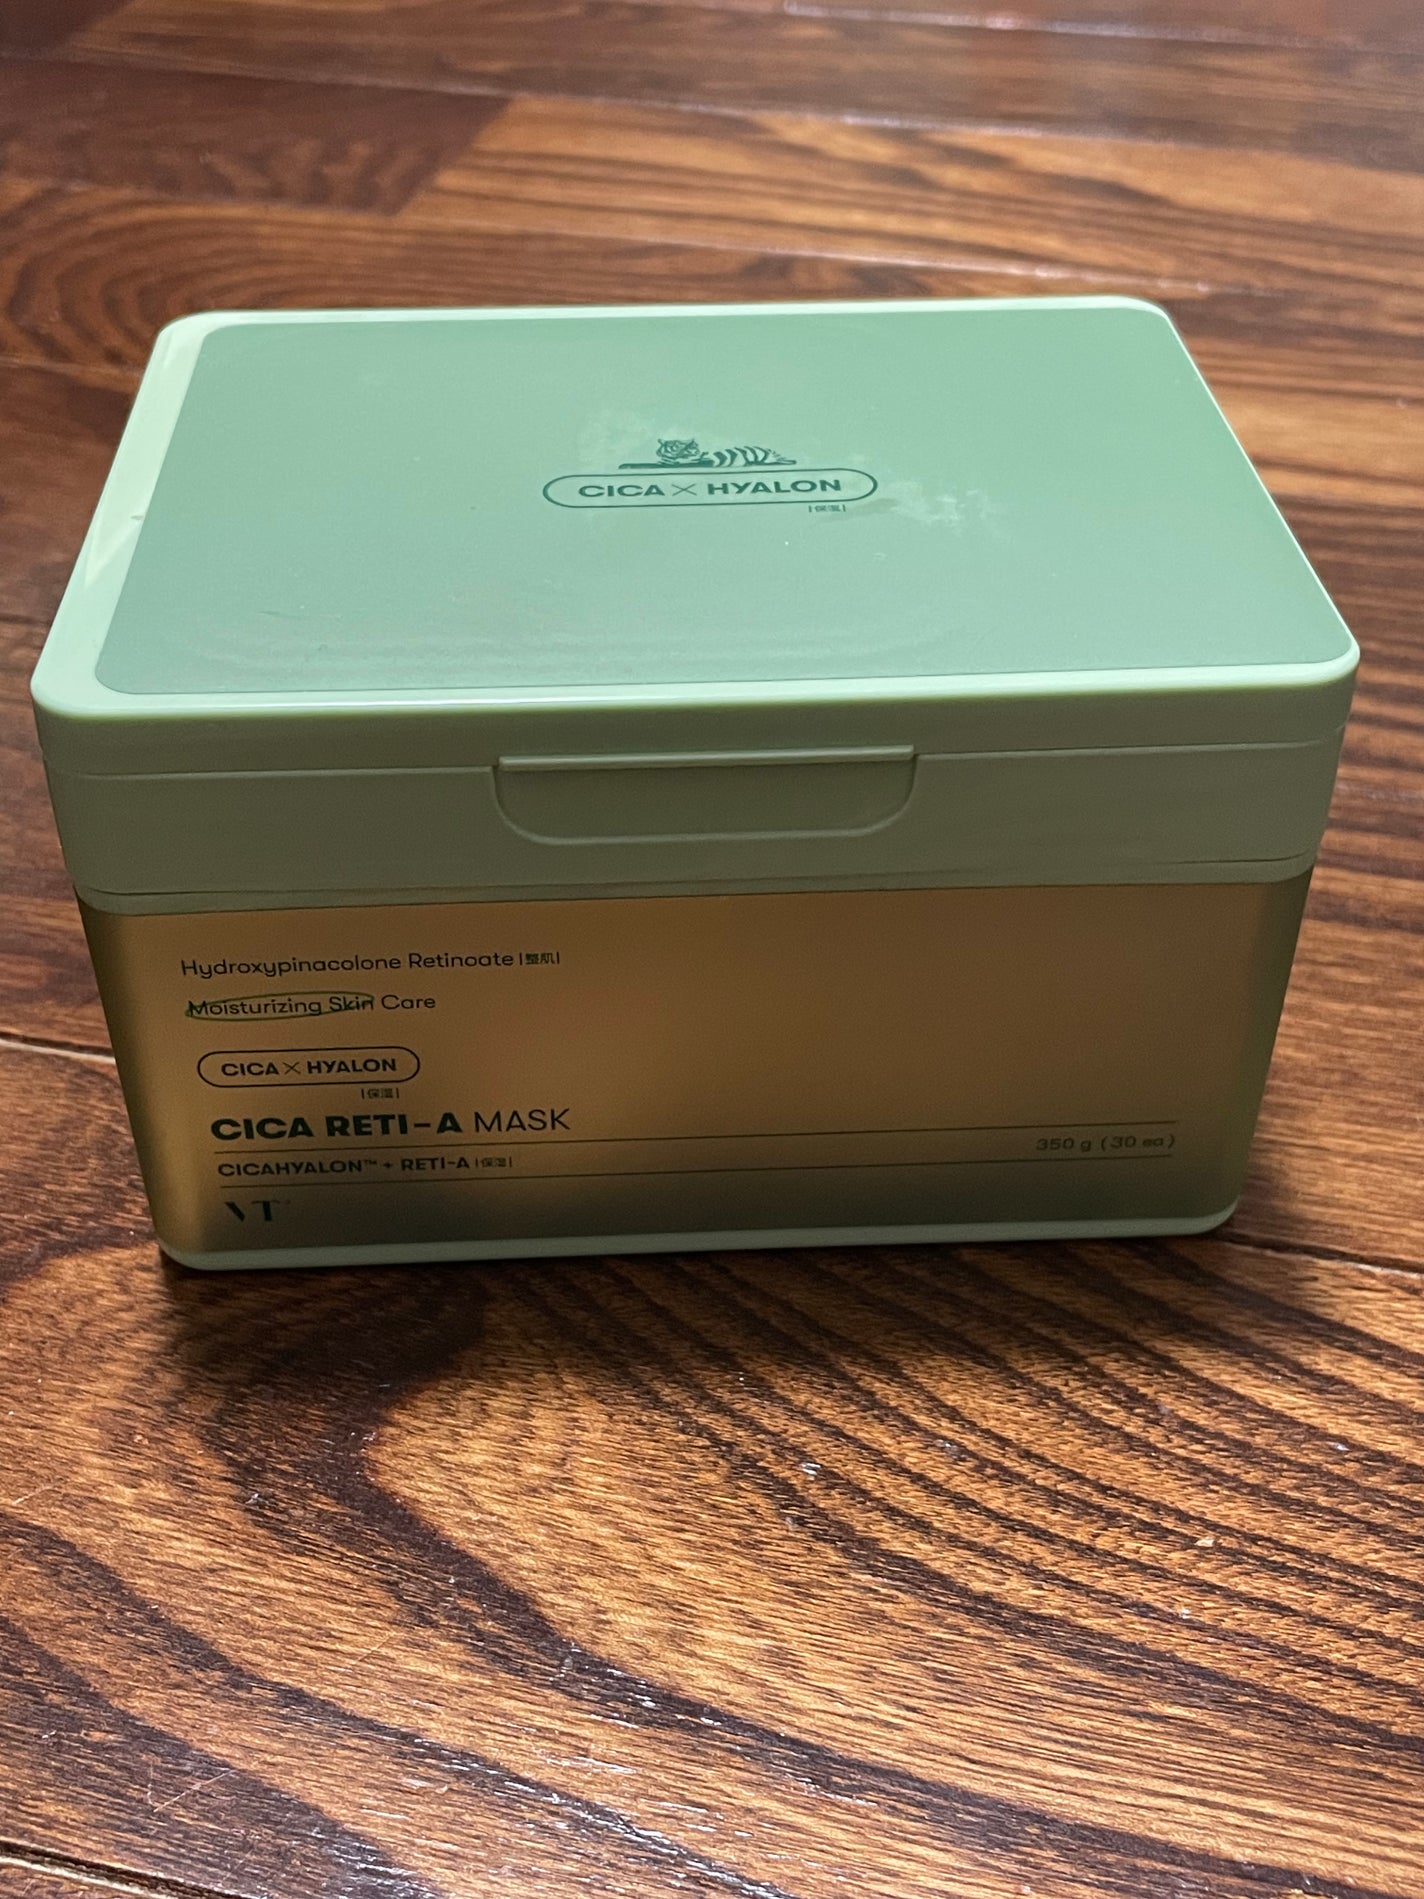 CICA × HYALON
|保湿|
Hydroxypinacolone Retinoate |整肌|
Moisturizing Skin Care
CICA × HYALON
|保湿|
CICA RETI-A MASK
350 g (30 ea)
CICAHYALON™ + RETI-A |保湿|
VT